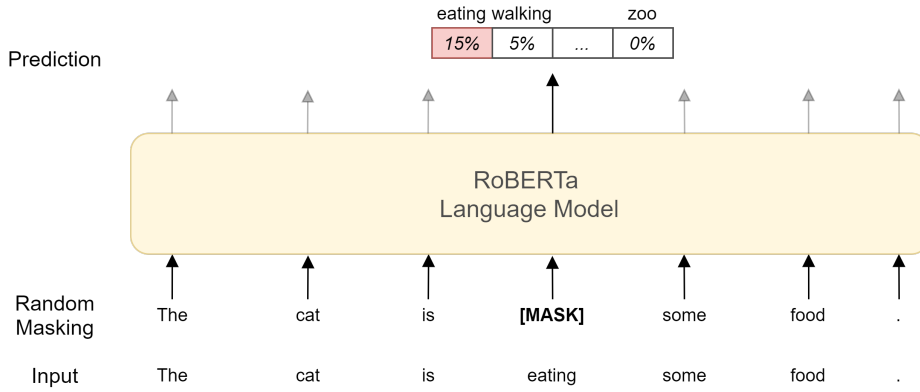 eating walking zoo
Prediction 15% 5% ... 0%
RoBERTa
Language Model
Random
Masking
The cat is [MASK] some food .
Input The cat is eating some food .